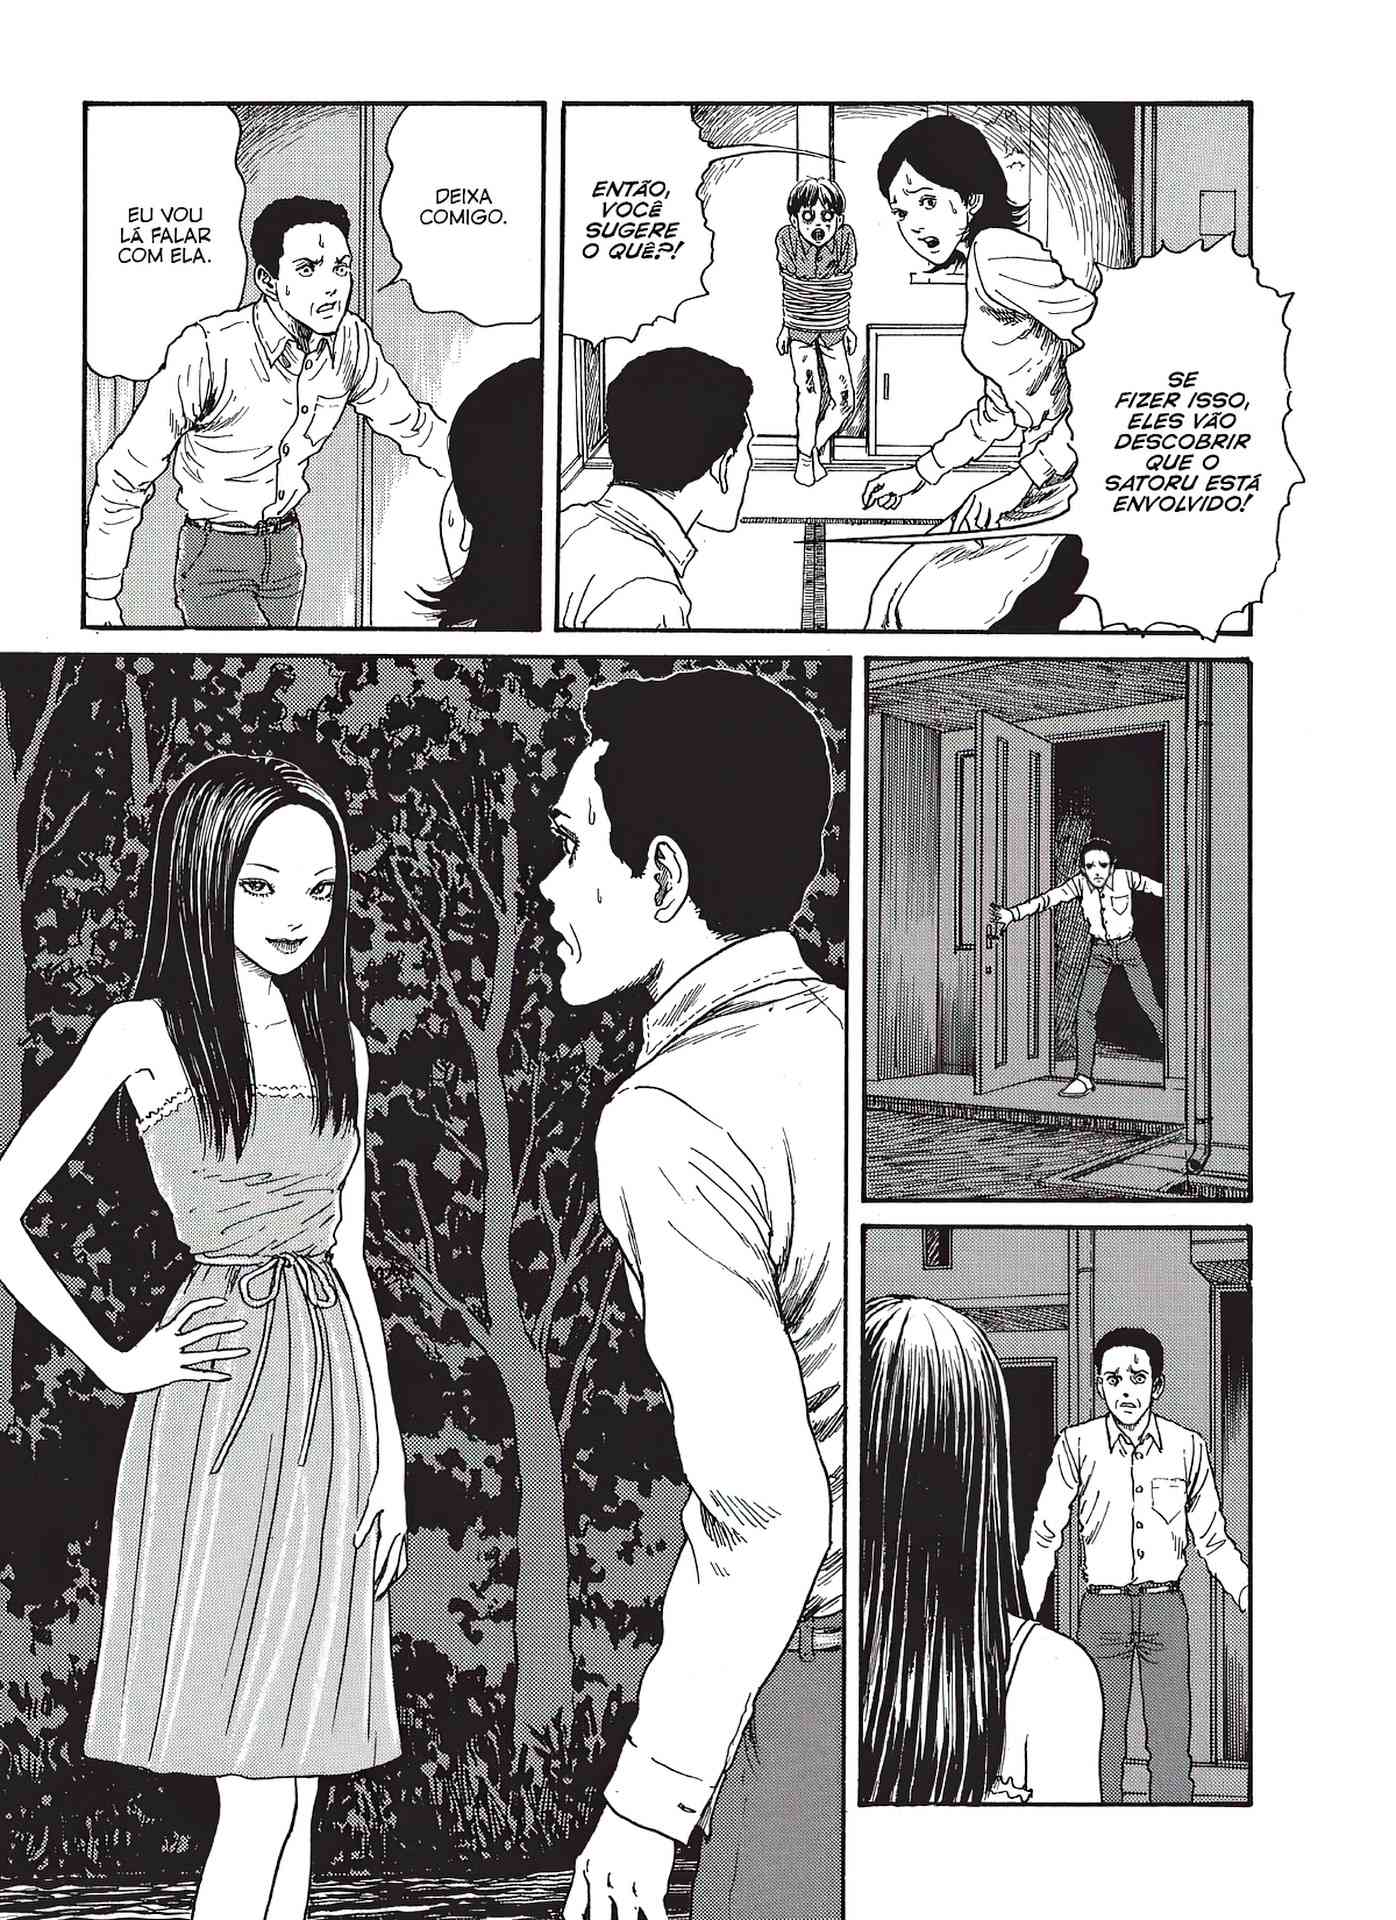 SE
FIZER ISSO,
ELES VÃO
DESCOBRIR
QUE O
SATORU ESTÁ
ENVOLVIDO!
ENTÃO,
VOCÊ
SUGERE
O QUÊ?!
DEIXA
COMIGO.
EU VOU
LÁ FALAR
COM ELA.